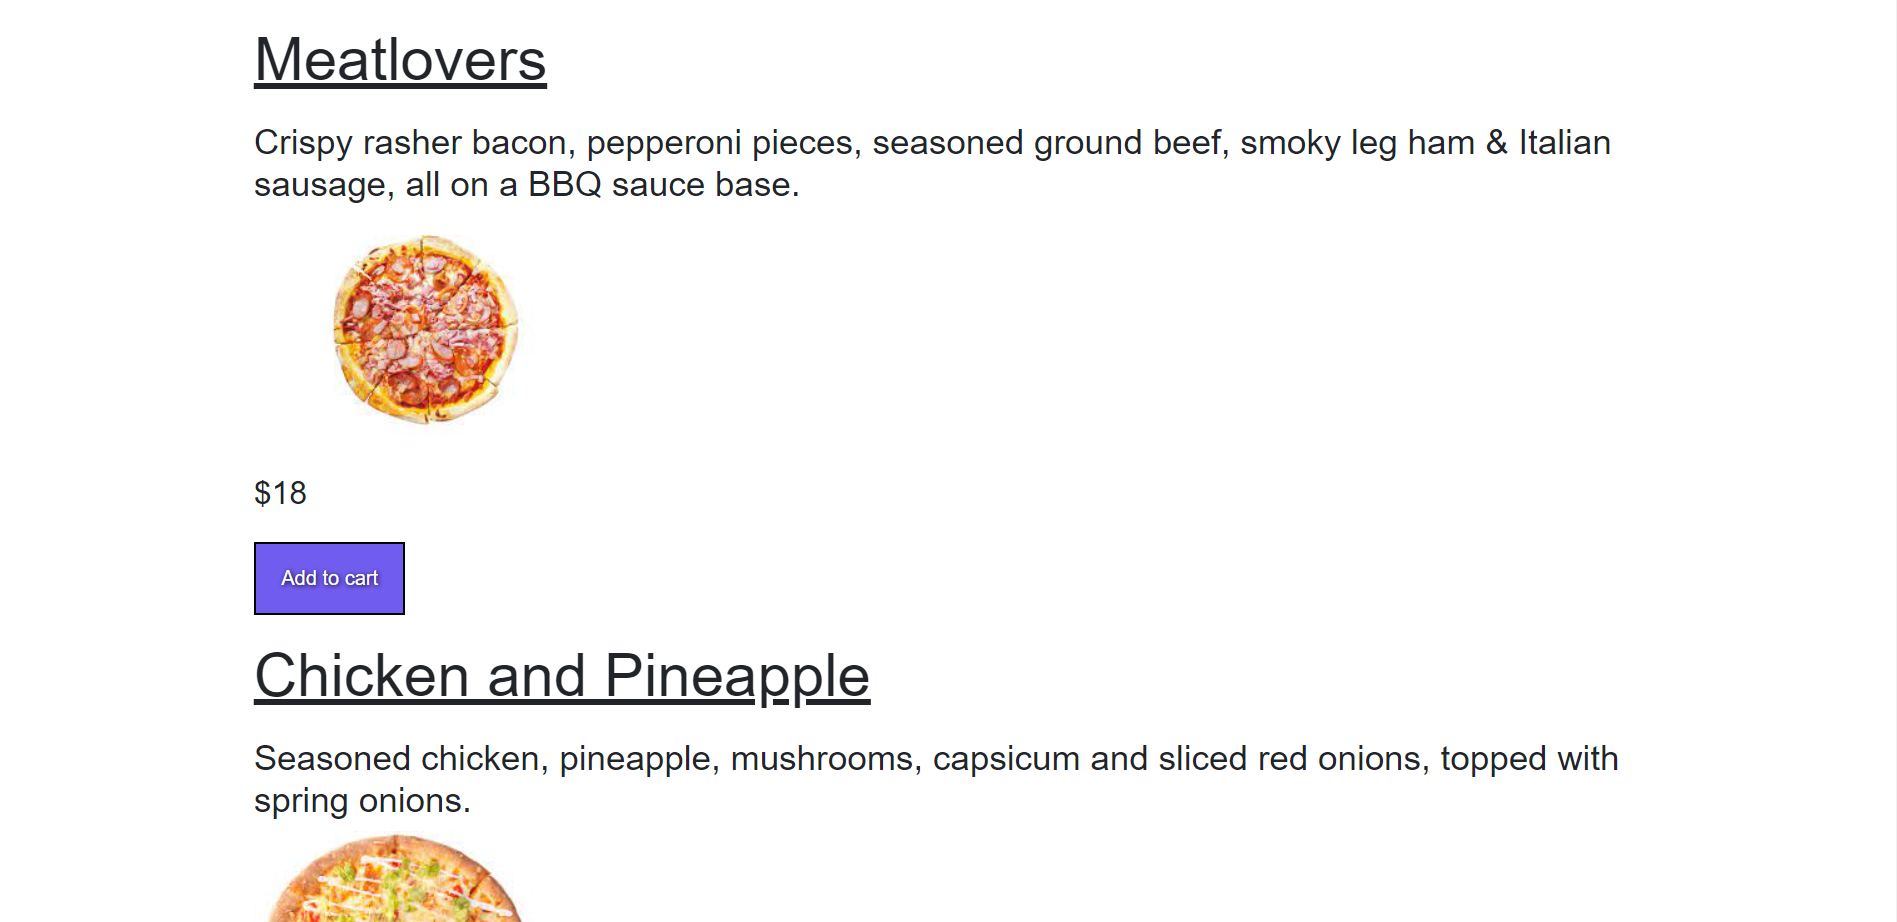 Meatlovers
Crispy rasher bacon, pepperoni pieces, seasoned ground beef, smoky leg ham & Italian
sausage, all on a BBQ sauce base.
$18
Add to cart
Chicken and Pineapple
Seasoned chicken, pineapple, mushrooms, capsicum and sliced red onions, topped with
spring onions.